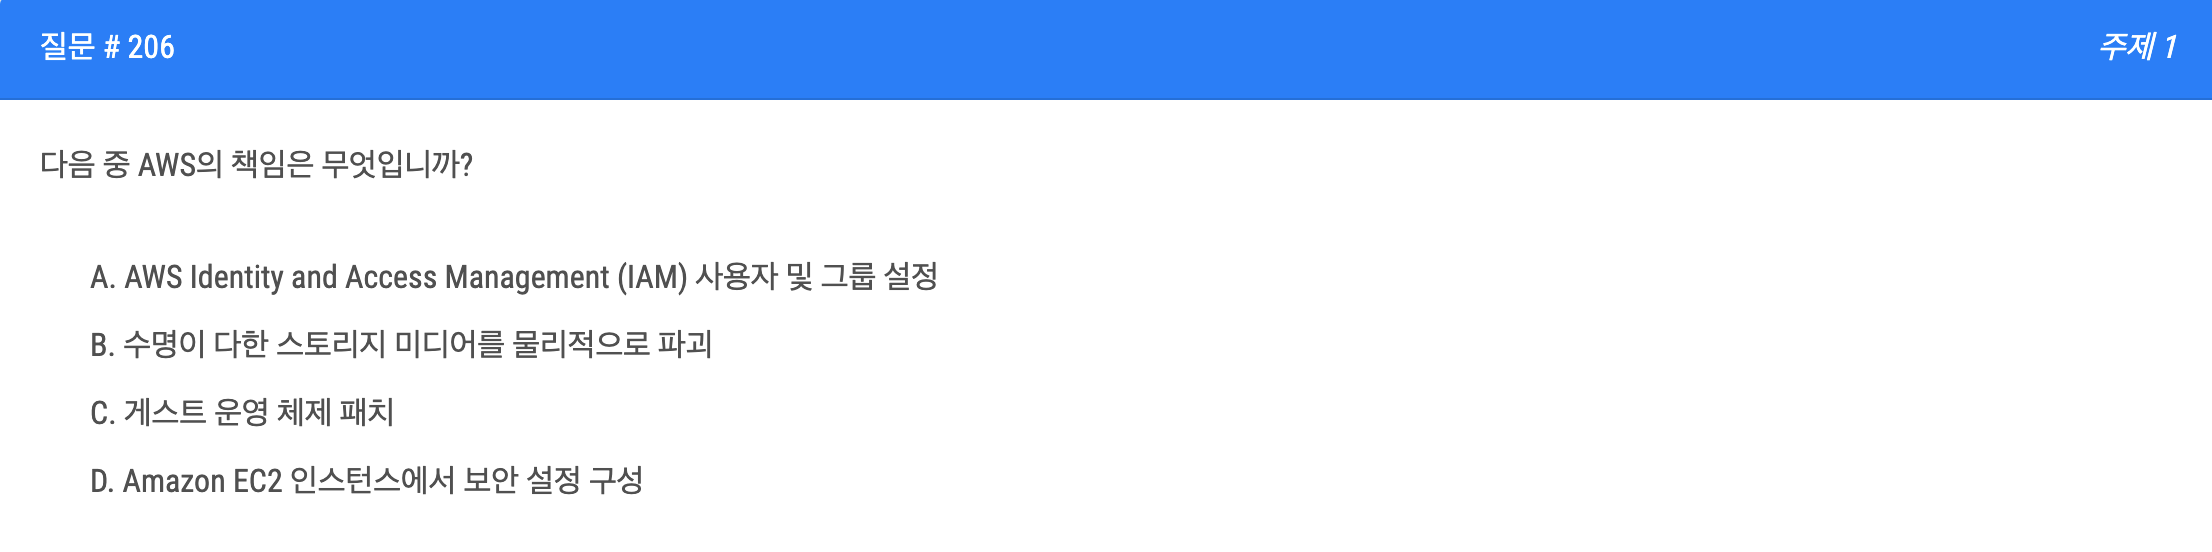 질문 # 206
주제 1
다음 중 AWS의 책임은 무엇입니까?
A. AWS Identity and Access Management (IAM) 사용자 및 그룹 설정
B. 수명이 다한 스토리지 미디어를 물리적으로 파괴
C. 게스트 운영 체제 패치
D. Amazon EC2 인스턴스에서 보안 설정 구성